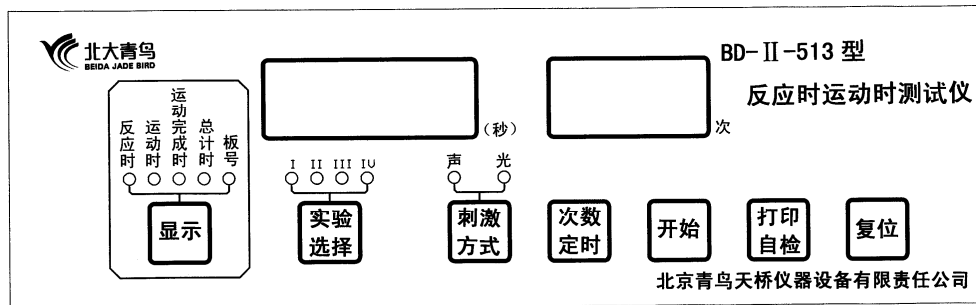 北大青鸟
BEIDA JADE BIRD
BD-Ⅱ-513 型
反应时运动时测试仪
(秒)
次
反应时
运动时
运动完成时
总计时
板号
显示
I II III IV
实验
选择
声 光
刺激
方式
次数
定时
开始
打印
自检
复位
北京青鸟天桥仪器设备有限责任公司